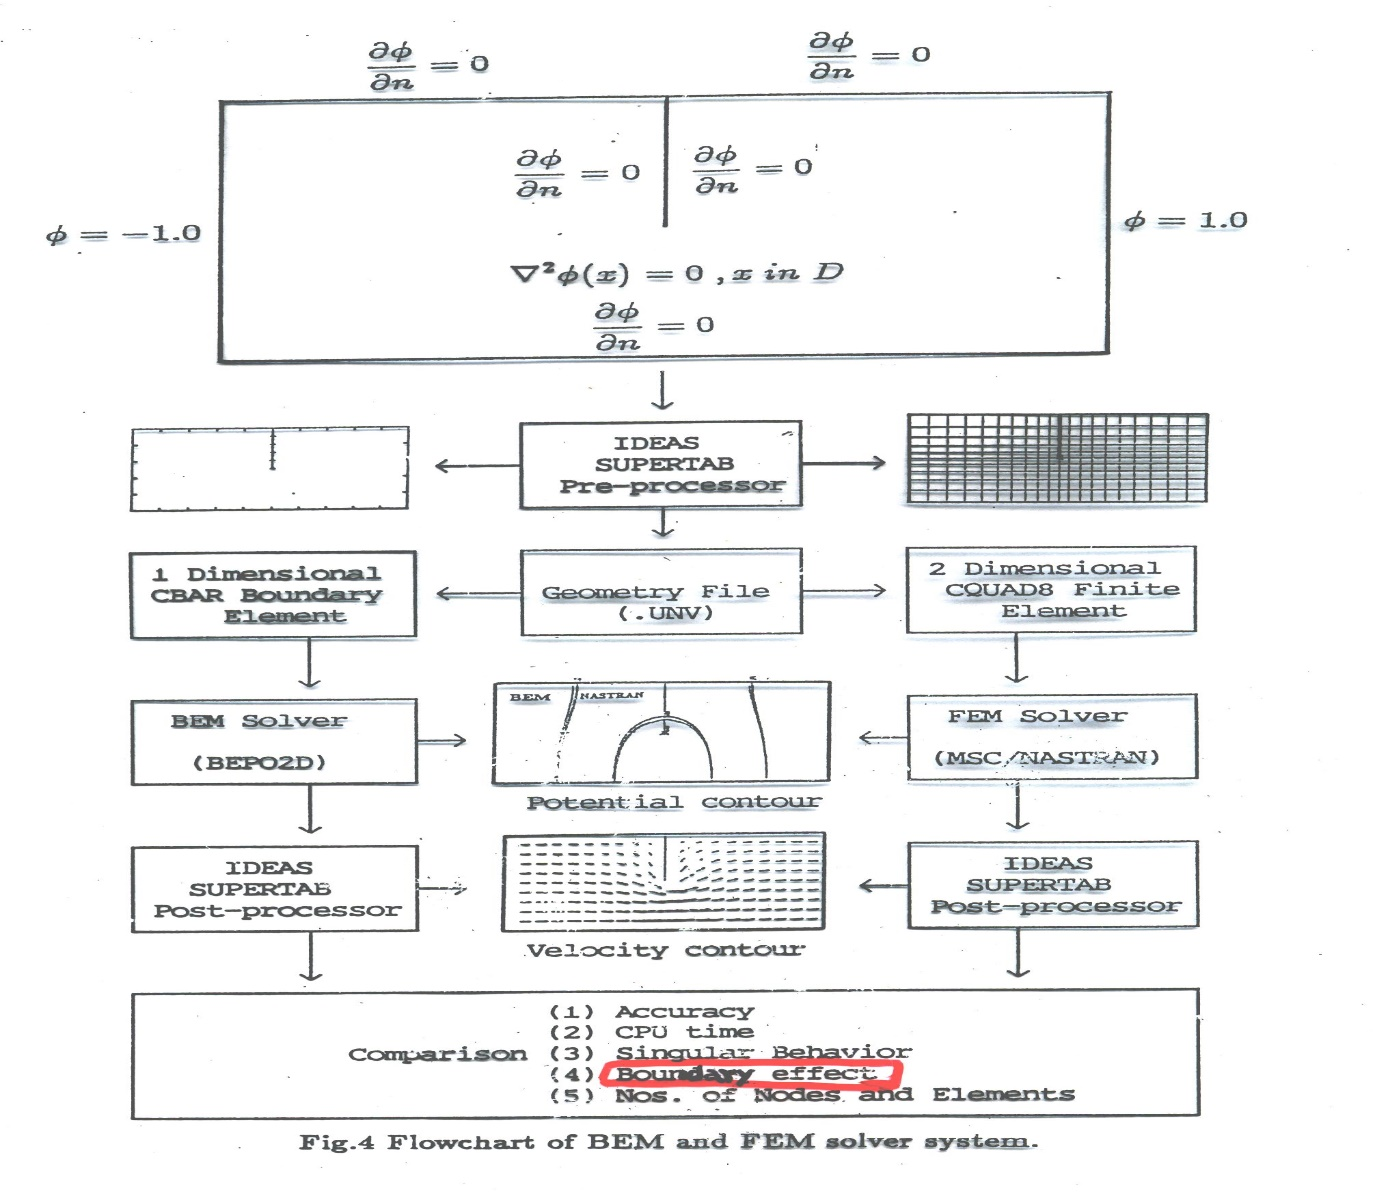 ∂φ/∂n = 0
∂φ/∂n = 0
∂φ/∂n = 0
∂φ/∂n = 0
φ = −1.0
φ = 1.0
∇²φ(x) = 0 , x in D
∂φ/∂n = 0
IDEAS
SUPERTAB
Pre-processor
1 Dimensional
CBAR Boundary
Element
Geometry File
(.UNV)
2 Dimensional
CQUAD8 Finite
Element
BEM Solver
(BEPO2D)
BEM NASTRAN
Potential contour
FEM Solver
(MSC/NASTRAN)
IDEAS
SUPERTAB
Post-processor
Velocity contour
IDEAS
SUPERTAB
Post-processor
Comparison
(1) Accuracy
(2) CPU time
(3) Singular Behavior
(4) Boundary effect
(5) Nos. of Nodes and Elements
Fig.4 Flowchart of BEM and FEM solver system.